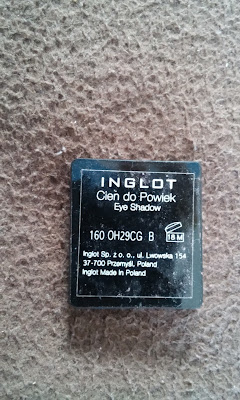 INGLOT
Cień do Powiek
Eye Shadow
160 OH29CG B
18M
Inglot Sp. z o. o., ul. Lwowska 154
37-700 Przemyśl, Poland
Inglot Made in Poland